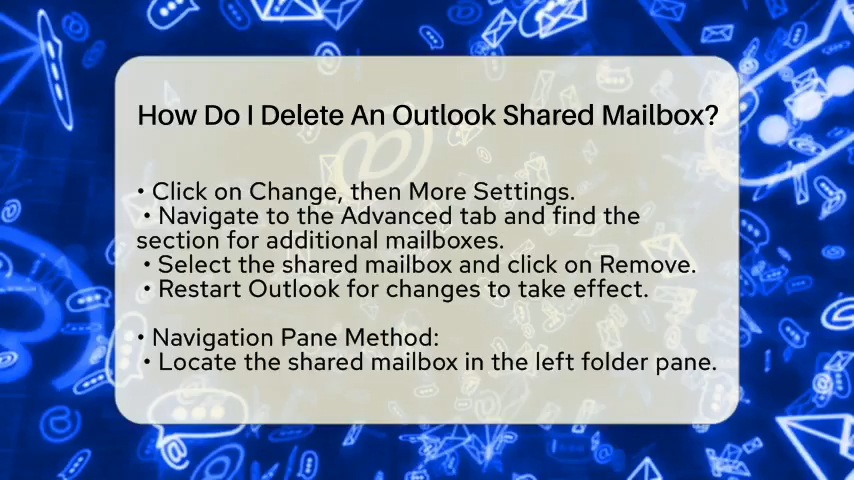 How Do I Delete An Outlook Shared Mailbox?
• Click on Change, then More Settings.
• Navigate to the Advanced tab and find the
section for additional mailboxes.
• Select the shared mailbox and click on Remove.
• Restart Outlook for changes to take effect.
• Navigation Pane Method:
• Locate the shared mailbox in the left folder pane.